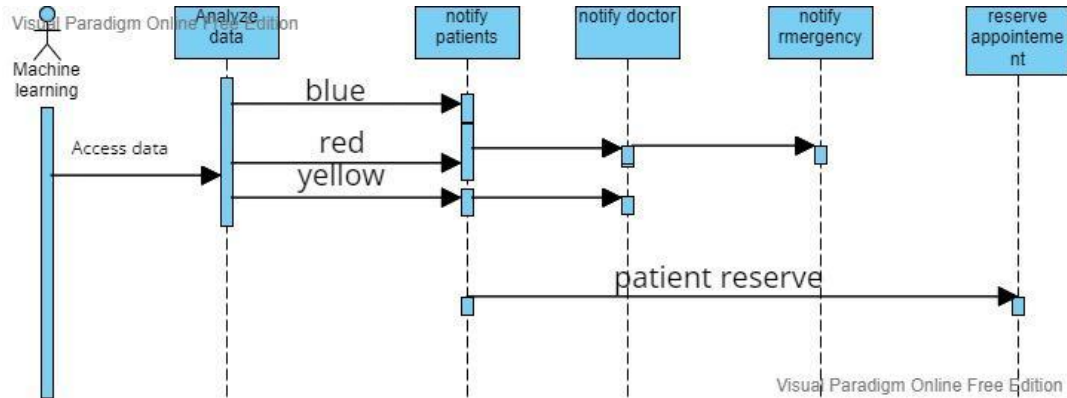 Visual Paradigm Online Free Edition
Machine
learning
Analyze
data
notify
patients
notify doctor
notify
rmergency
reserve
appointeme
nt
blue
red
Access data
yellow
patient reserve
Visual Paradigm Online Free Edition